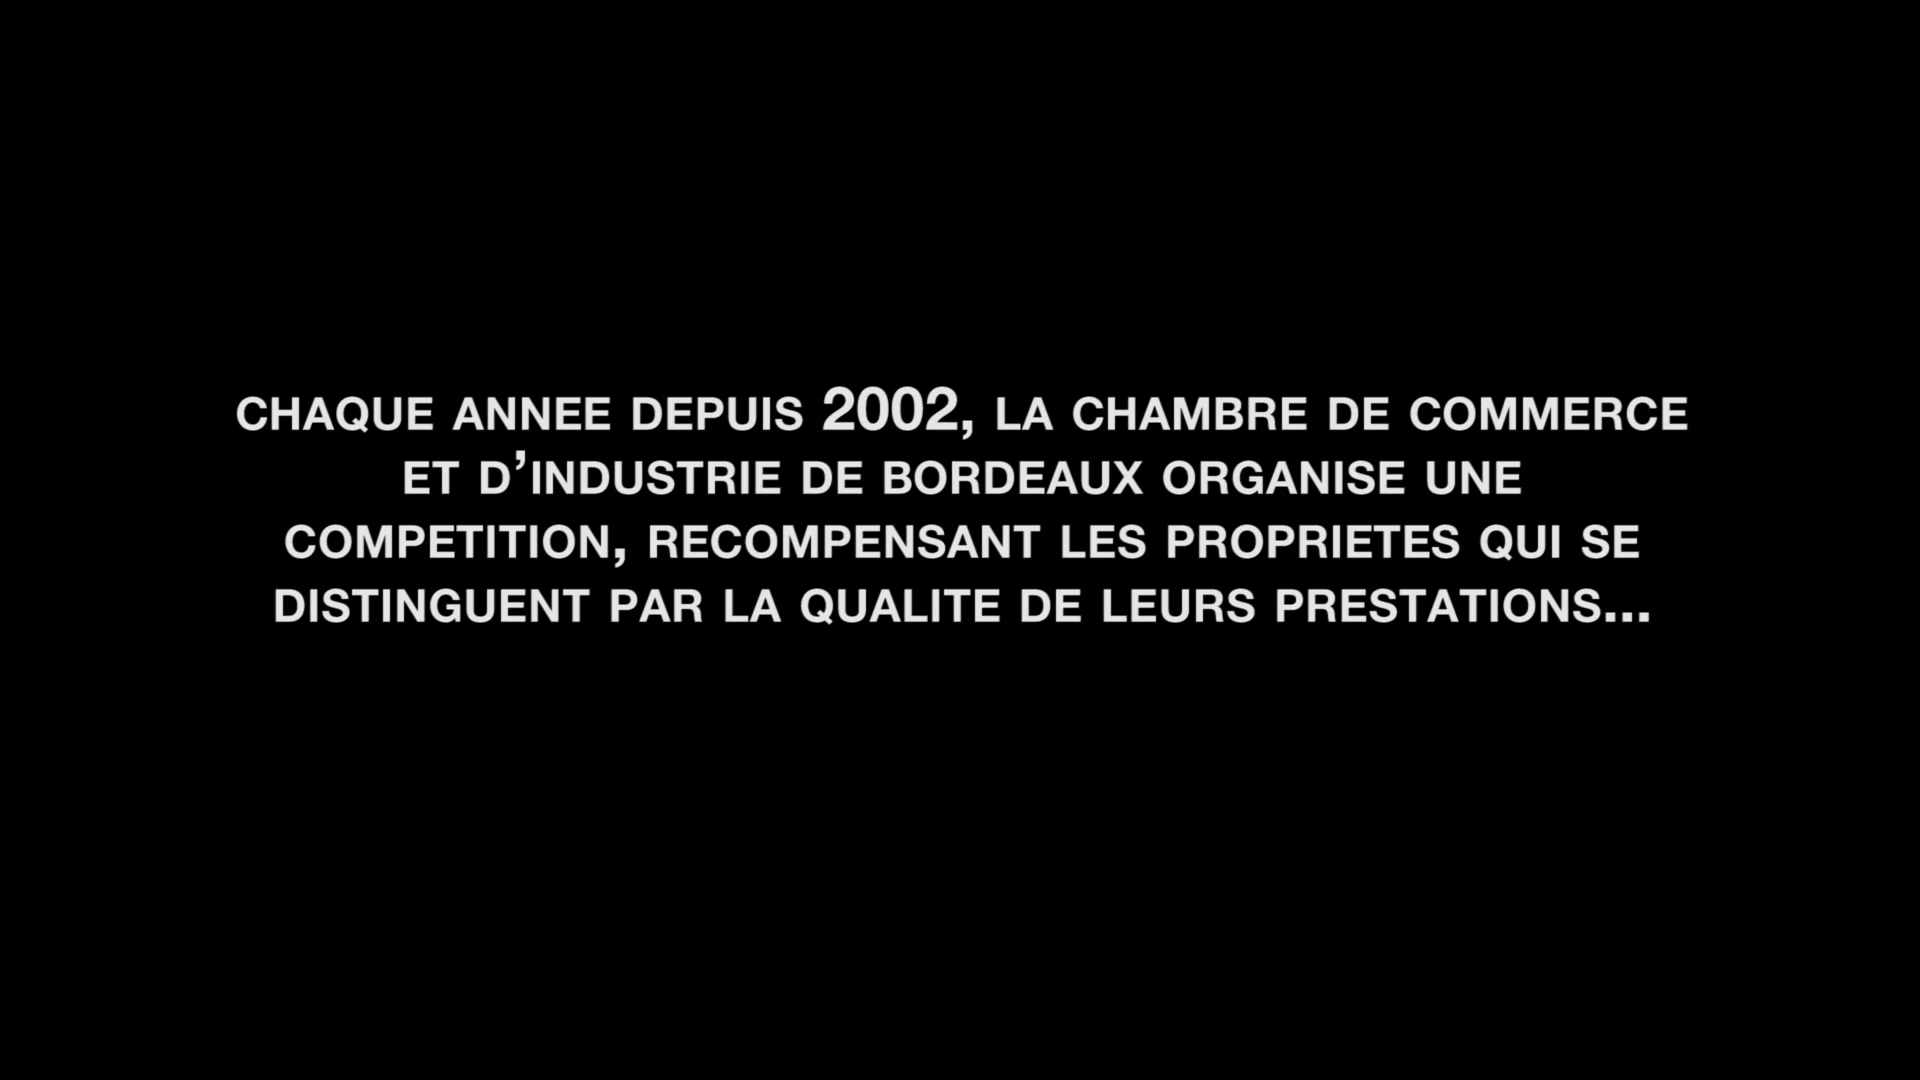 CHAQUE ANNEE DEPUIS 2002, LA CHAMBRE DE COMMERCE
ET D’INDUSTRIE DE BORDEAUX ORGANISE UNE
COMPETITION, RECOMPENSANT LES PROPRIETES QUI SE
DISTINGUENT PAR LA QUALITE DE LEURS PRESTATIONS...